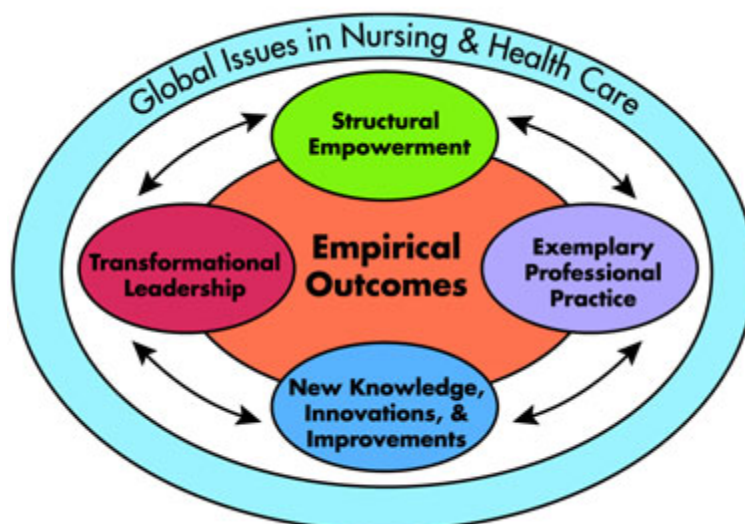 Global Issues in Nursing & Health Care
Structural
Empowerment
Transformational
Leadership
Empirical
Outcomes
Exemplary
Professional
Practice
New Knowledge,
Innovations, &
Improvements